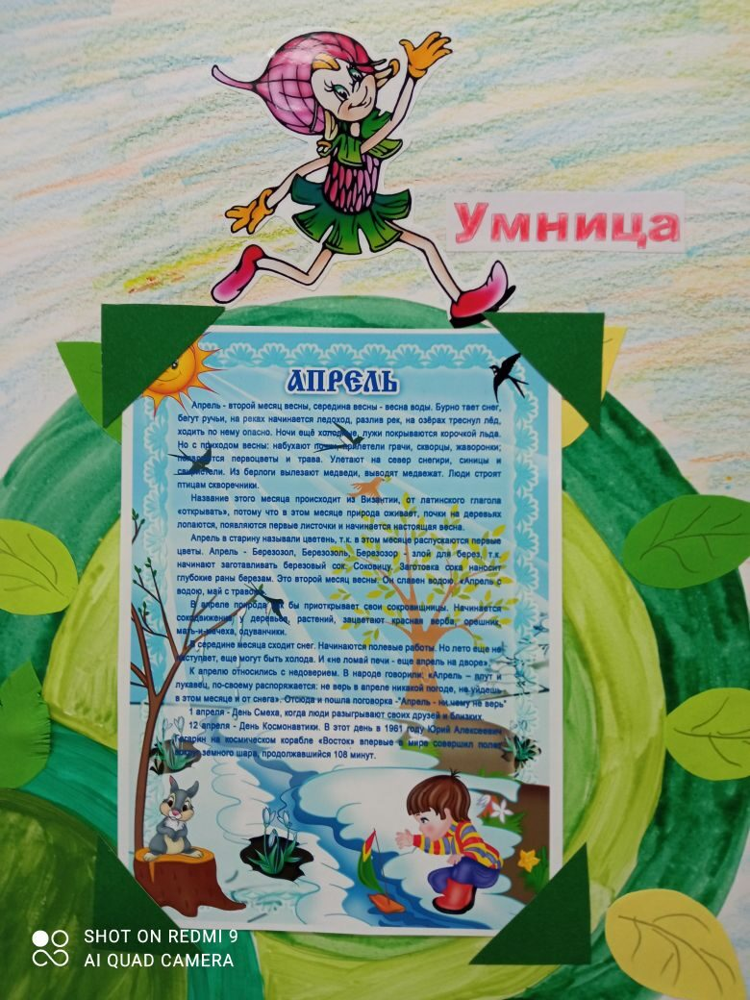 Умница
АПРЕЛЬ
Апрель - второй месяц весны, середина весны - весна воды. Бурно тает снег,
бегут ручьи, на реках начинается ледоход, разлив рек, на озёрах треснул лёд,
ходить по нему опасно. Ночи ещё холодные, лужи покрываются корочкой льда.
Но с приходом весны: набухают почки, прилетели грачи, скворцы, жаворонки;
появляются первоцветы и трава. Улетают на север снегири, синицы и
свиристели. Из берлоги вылезают медведи, выводят медвежат. Люди строят
птицам скворечники.
Название этого месяца происходит из Византии, от латинского глагола
«открывать», потому что в этом месяце природа оживает, почки на деревьях
лопаются, появляются первые листочки и начинается настоящая весна.
Апрель в старину называли цветень, т.к. в этом месяце распускаются первые
цветы. Апрель - Березозол, Березозоль, Березозор - злой для берез, т.к.
начинают заготавливать березовый сок. Соковицу. Заготовка сока наносит
глубокие раны березам. Это второй месяц весны. Он славен водою, «Апрель с
водою, май с травою»
В апреле природа как бы приоткрывает свои сокровищницы. Начинается
сокодвижение у деревьев, растений, зацветают красная верба, орешник,
мать-и-мачеха, одуванчики.
В середине месяца сходит снег. Начинаются полевые работы. Но лето еще не
наступает, еще могут быть холода. И «не ломай печи - еще апрель на дворе».
К апрелю относились с недоверием. В народе говорили: «Апрель – плут и
лукавец, по-своему распоряжается: не верь в апреле никакой погоде, не уйдешь
в этом месяце и от снега». Отсюда и пошла поговорка -"Апрель - ни чему не верь"
1 апреля - День Смеха, когда люди разыгрывают своих друзей и близких.
12 апреля - День Космонавтики. В этот день в 1961 году Юрий Алексеевич
Гагарин на космическом корабле «Восток» впервые в мире совершил полет
вокруг земного шара, продолжавшийся 108 минут.
SHOT ON REDMI 9
AI QUAD CAMERA